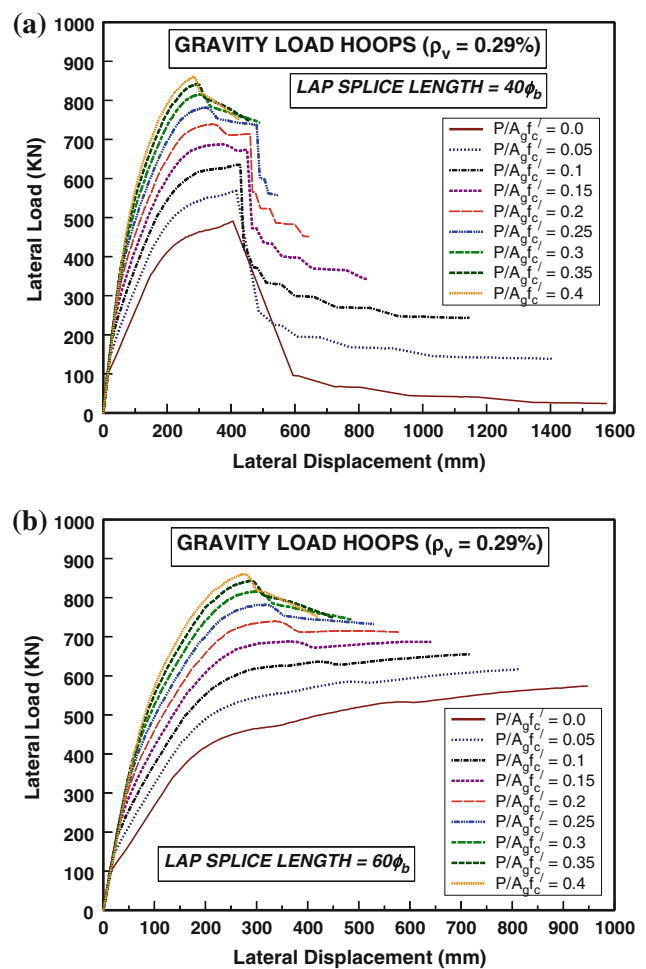 (a)
GRAVITY LOAD HOOPS (ρv = 0.29%)
LAP SPLICE LENGTH = 40ϕb
P/Agfc/ = 0.0
P/Agfc/ = 0.05
P/Agfc/ = 0.1
P/Agfc/ = 0.15
P/Agfc/ = 0.2
P/Agfc/ = 0.25
P/Agfc/ = 0.3
P/Agfc/ = 0.35
P/Agfc/ = 0.4
Lateral Load (KN)
1000
900
800
700
600
500
400
300
200
100
0
0 200 400 600 800 1000 1200 1400 1600
Lateral Displacement (mm)
(b)
GRAVITY LOAD HOOPS (ρv = 0.29%)
LAP SPLICE LENGTH = 60ϕb
P/Agfc/ = 0.0
P/Agfc/ = 0.05
P/Agfc/ = 0.1
P/Agfc/ = 0.15
P/Agfc/ = 0.2
P/Agfc/ = 0.25
P/Agfc/ = 0.3
P/Agfc/ = 0.35
P/Agfc/ = 0.4
Lateral Load (KN)
1000
900
800
700
600
500
400
300
200
100
0
0 100 200 300 400 500 600 700 800 900 1000
Lateral Displacement (mm)